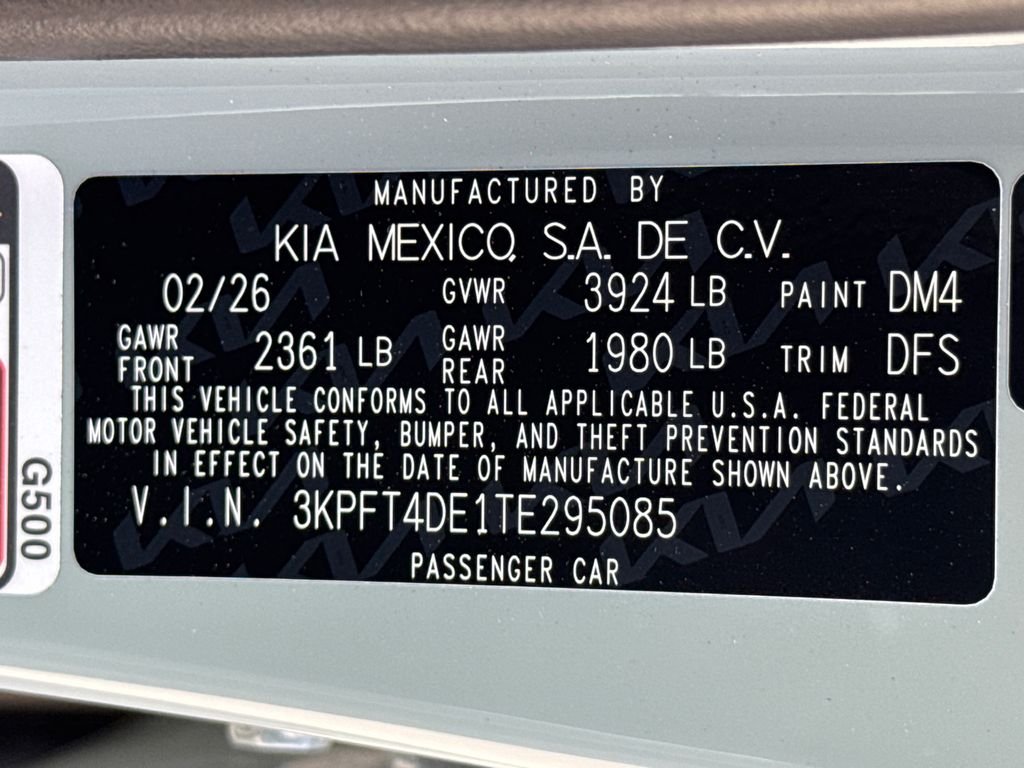 MANUFACTURED BY
KIA MEXICO, S.A. DE C.V.
02/26 GVWR 3924 LB PAINT DM4
GAWR FRONT 2361 LB GAWR REAR 1980 LB TRIM DFS
THIS VEHICLE CONFORMS TO ALL APPLICABLE U.S.A. FEDERAL
MOTOR VEHICLE SAFETY, BUMPER, AND THEFT PREVENTION STANDARDS
IN EFFECT ON THE DATE OF MANUFACTURE SHOWN ABOVE.
V.I.N. 3KPFT4DE1TE295085
PASSENGER CAR
G500